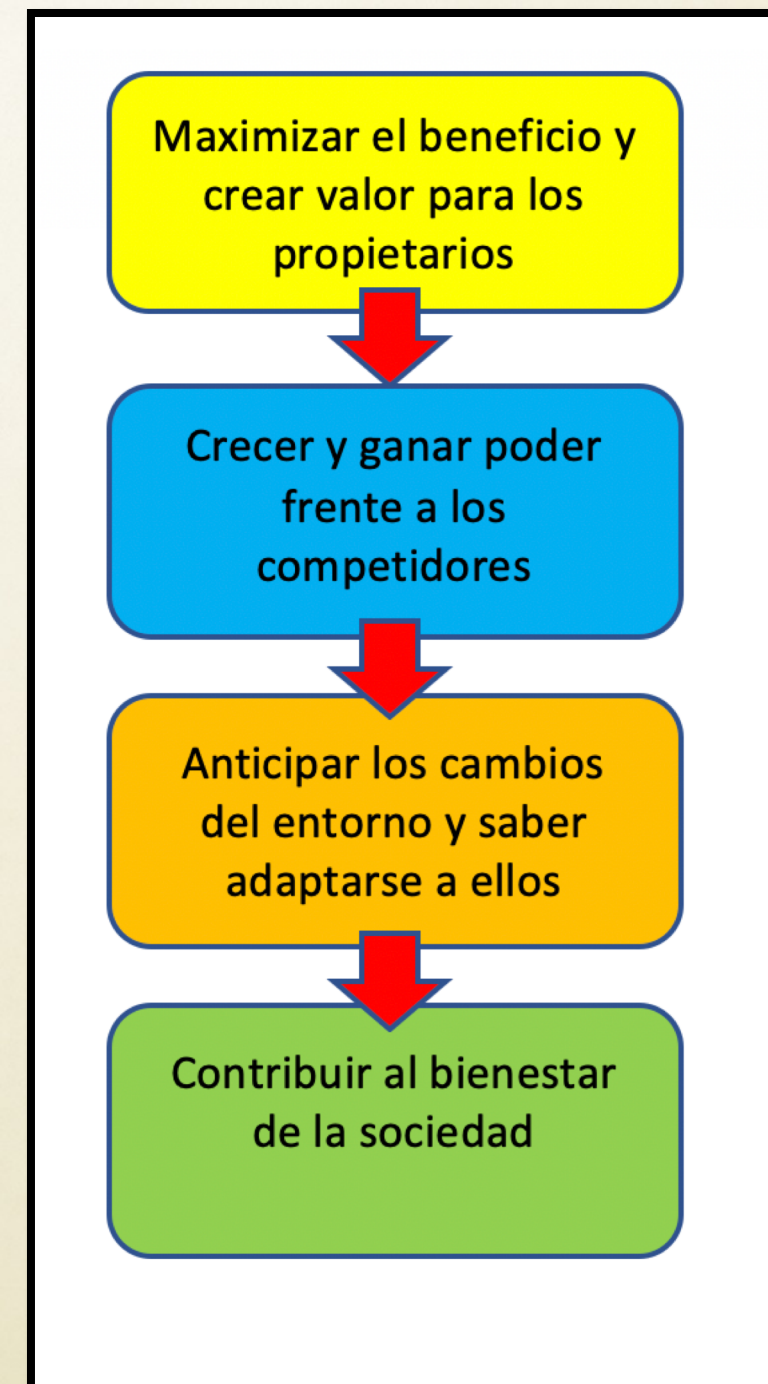 Maximizar el beneficio y
crear valor para los
propietarios
Crecer y ganar poder
frente a los
competidores
Anticipar los cambios
del entorno y saber
adaptarse a ellos
Contribuir al bienestar
de la sociedad